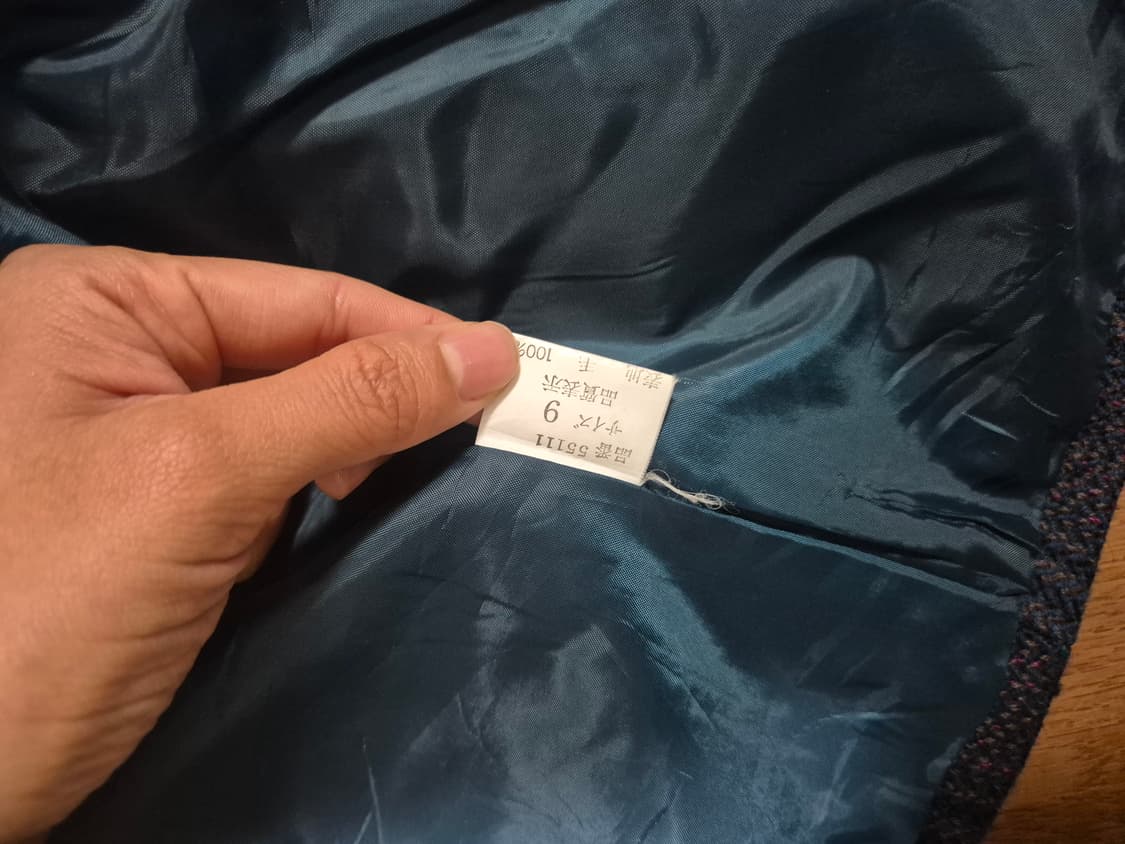 品番 55111
サイズ 9
品質表示
表地 毛 100%